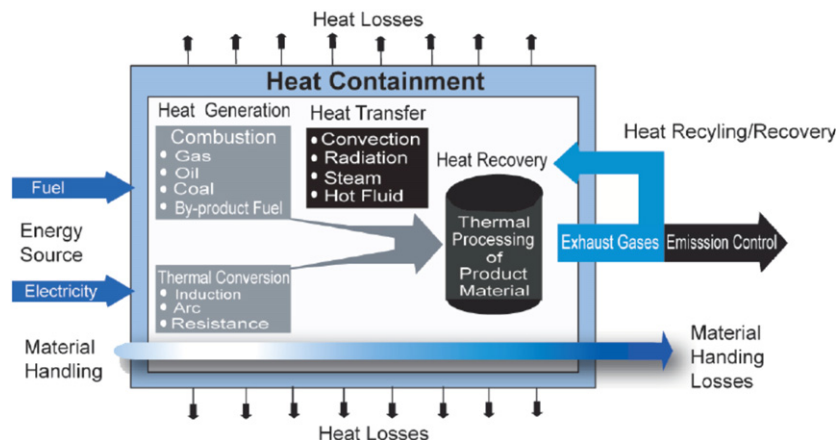 Heat Losses
Heat Containment
Heat Generation
Combustion
• Gas
• Oil
• Coal
• By-product Fuel
Heat Transfer
• Convection
• Radiation
• Steam
• Hot Fluid
Heat Recovery
Heat Recyling/Recovery
Fuel
Energy
Source
Electricity
Thermal Conversion
• Induction
• Arc
• Resistance
Thermal
Processing
of
Product
Material
Exhaust Gases
Emisssion Control
Material
Handling
Material
Handing
Losses
Heat Losses